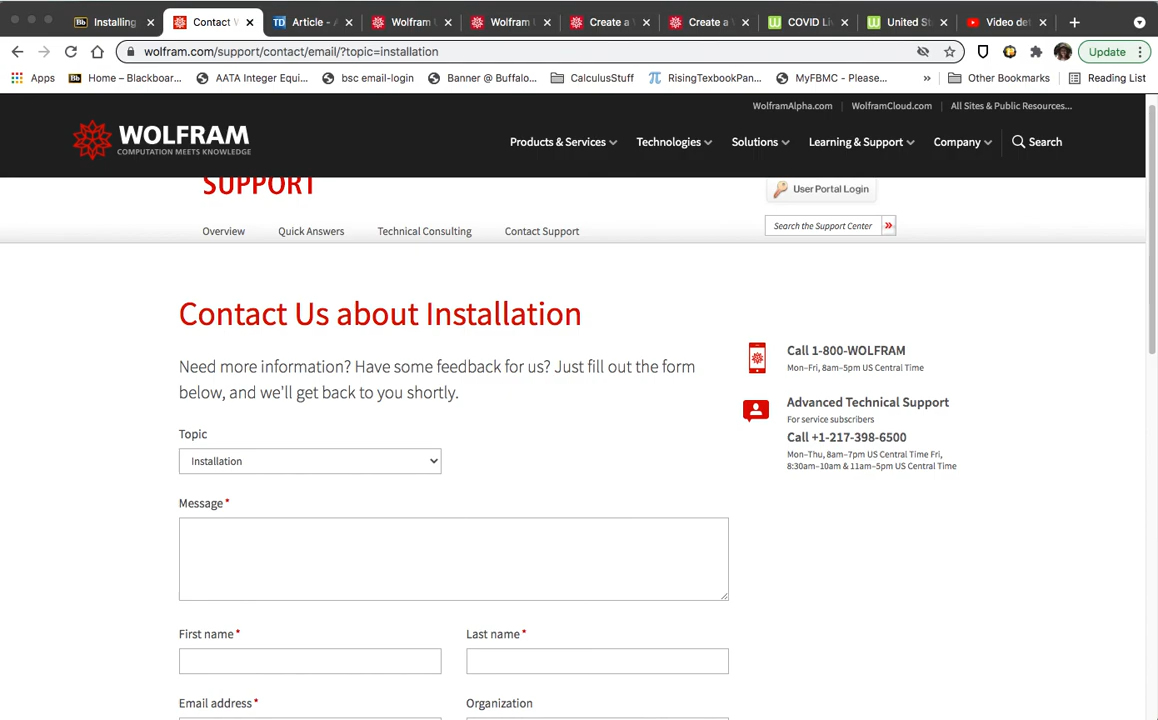 Installing
Contact W
Article - A
Wolfram U
Wolfram U
Create a W
Create a W
COVID Liv
United St
Video det
wolfram.com/support/contact/email/?topic=installation
Update
Apps
Bb Home – Blackboar...
AATA Integer Equi...
bsc email-login
Banner @ Buffalo...
CalculusStuff
RisingTextbookPan...
MyFBMC - Please...
»
Other Bookmarks
Reading List
WolframAlpha.com
WolframCloud.com
All Sites & Public Resources...
WOLFRAM
COMPUTATION MEETS KNOWLEDGE
Products & Services
Technologies
Solutions
Learning & Support
Company
Search
SUPPORT
User Portal Login
Overview
Quick Answers
Technical Consulting
Contact Support
Search the Support Center
»
Contact Us about Installation
Need more information? Have some feedback for us? Just fill out the form
below, and we'll get back to you shortly.
Call 1-800-WOLFRAM
Mon–Fri, 8am–5pm US Central Time
Advanced Technical Support
For service subscribers
Call +1-217-398-6500
Mon–Thu, 8am–7pm US Central Time Fri,
8:30am–10am & 11am–5pm US Central Time
Topic
Installation
Message *
First name *
Last name *
Email address *
Organization